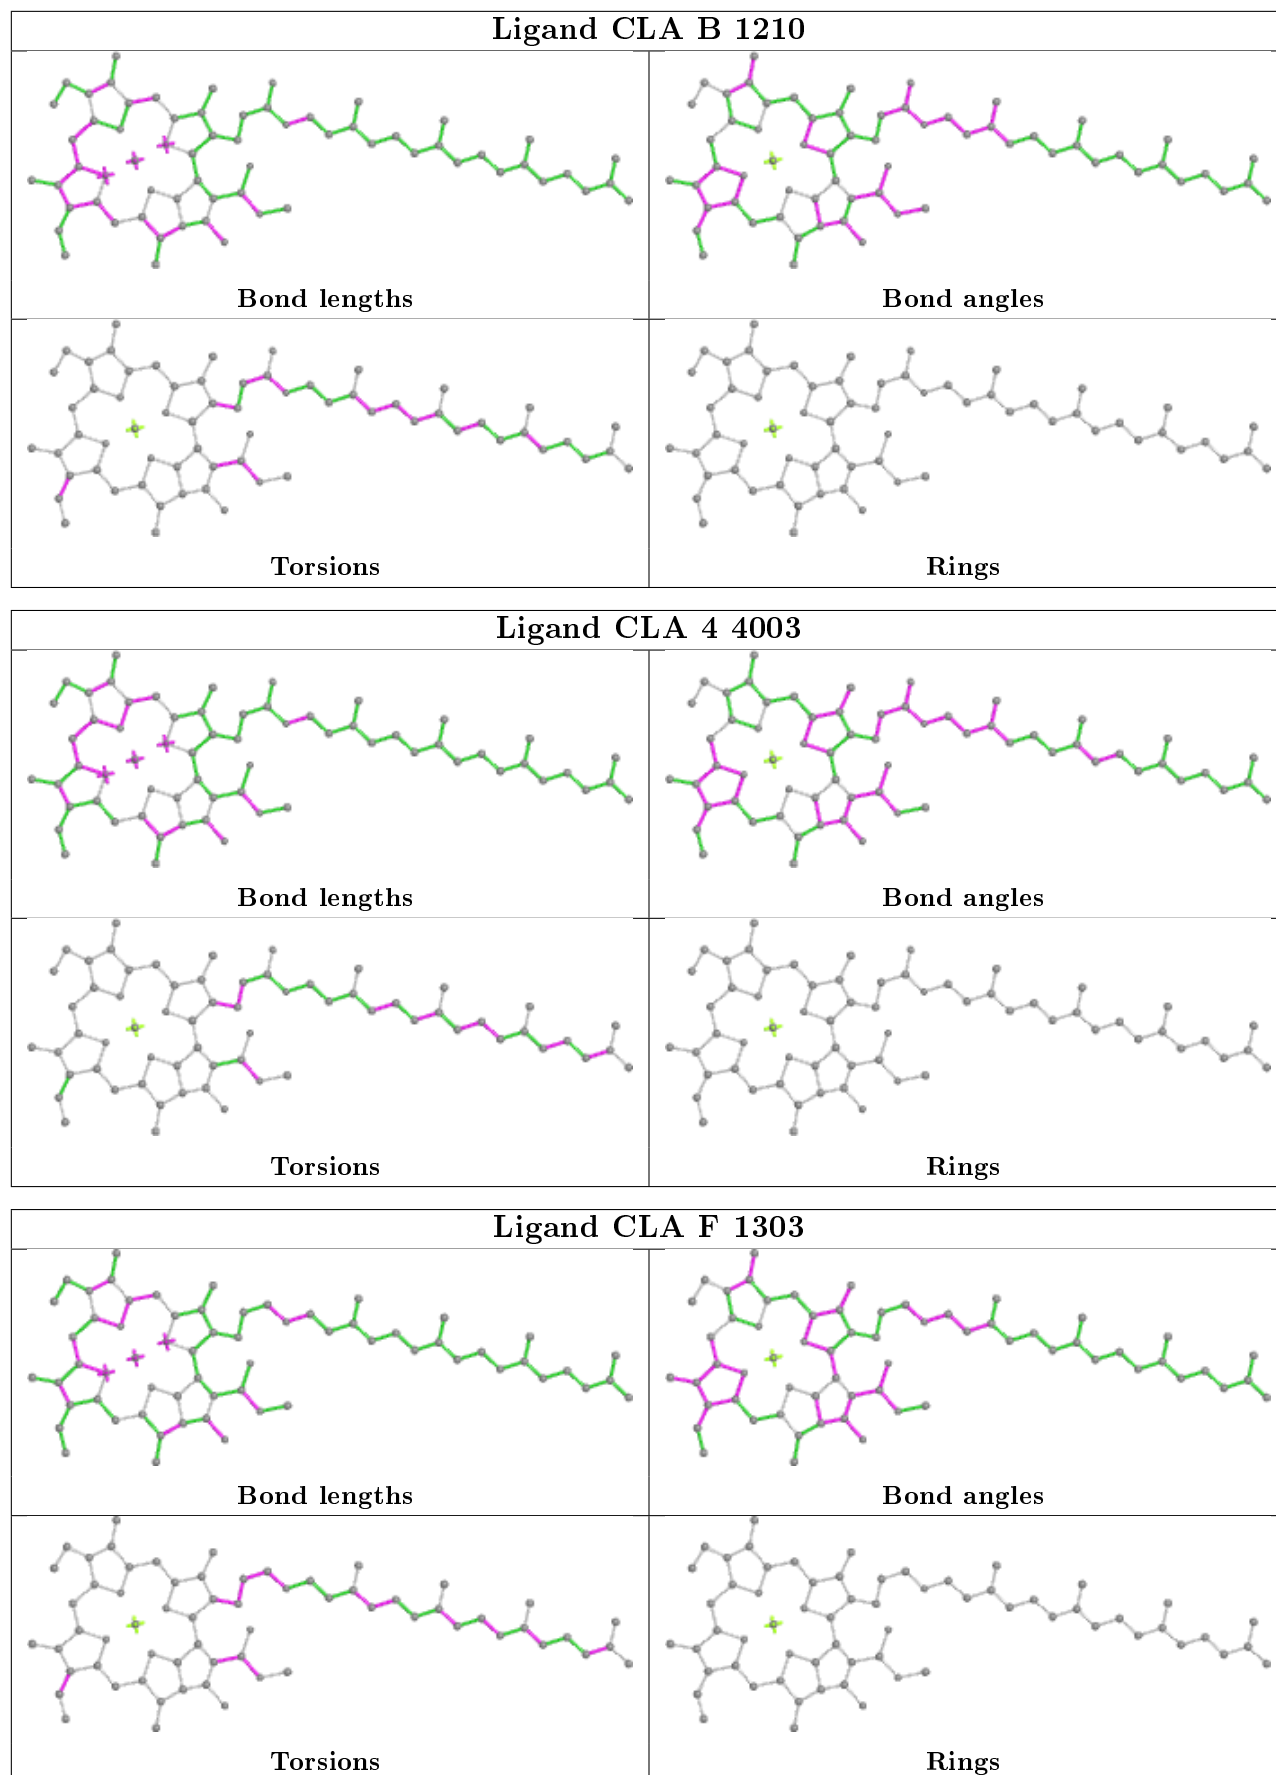 Ligand CLA B 1210
Bond lengths
Bond angles
Torsions
Rings
Ligand CLA 4 4003
Bond lengths
Bond angles
Torsions
Rings
Ligand CLA F 1303
Bond lengths
Bond angles
Torsions
Rings